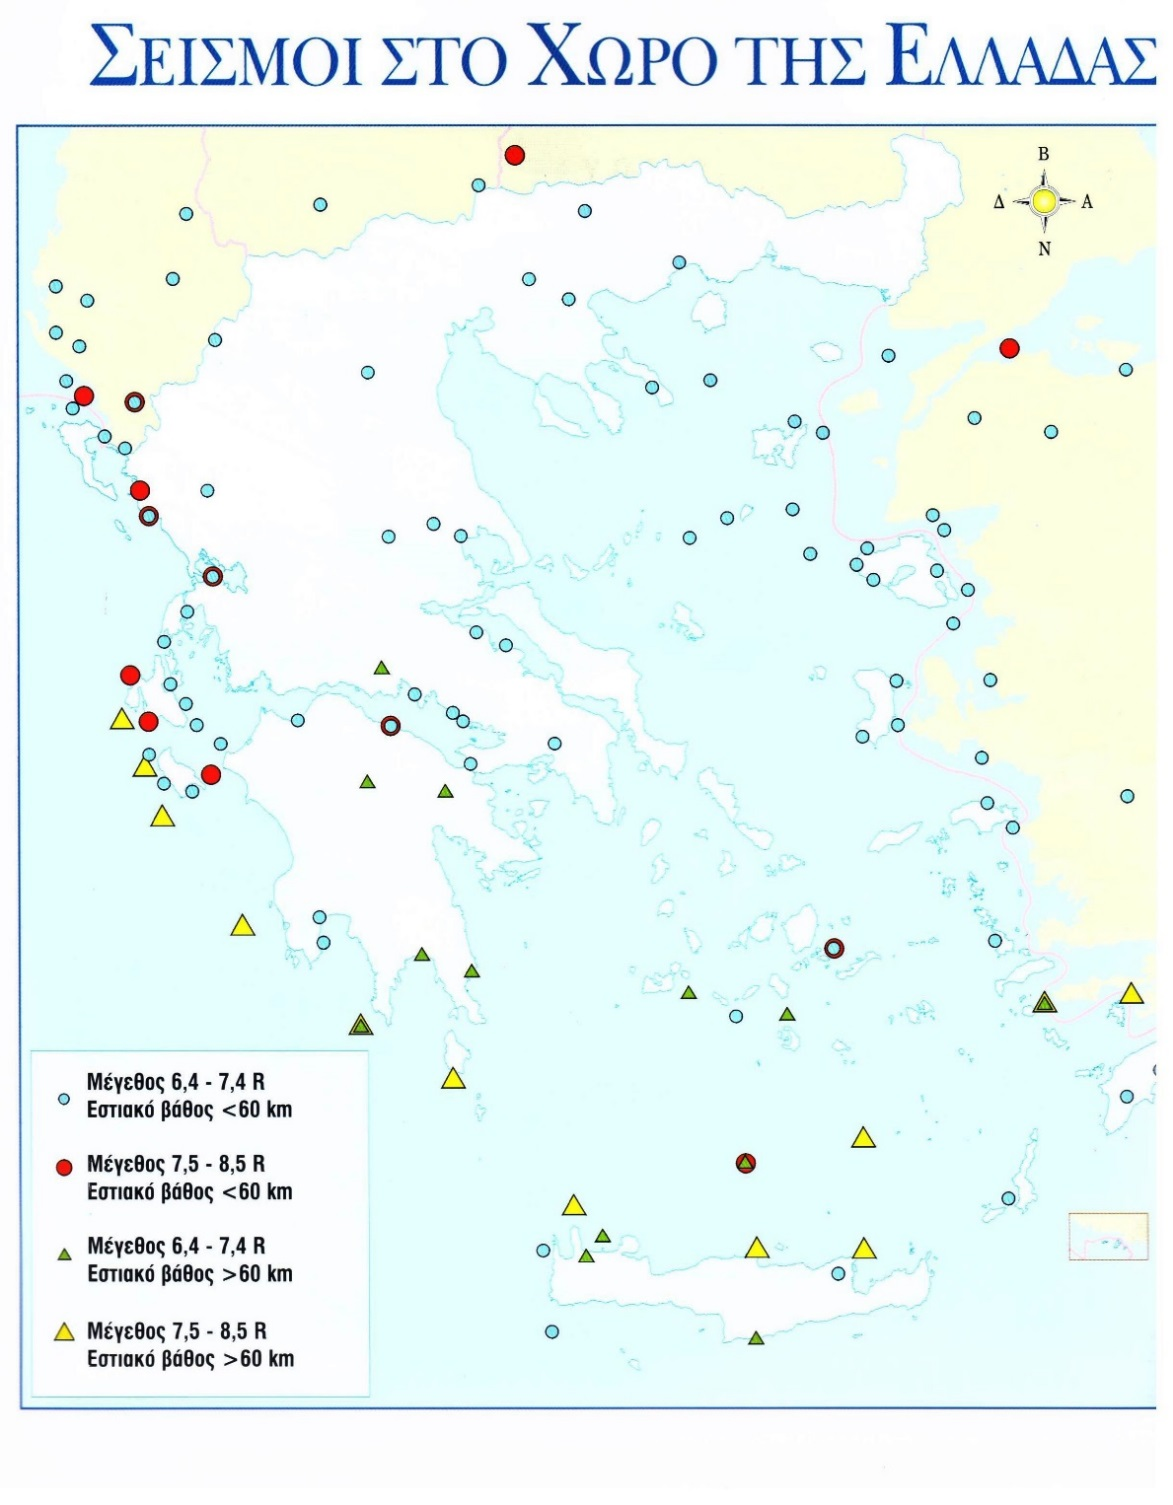 ΣΕΙΣΜΟΙ ΣΤΟ ΧΩΡΟ ΤΗΣ ΕΛΛΑΔΑΣ
Β
Δ Α
Ν
Μέγεθος 6,4 - 7,4 R
Εστιακό βάθος <60 km
Μέγεθος 7,5 - 8,5 R
Εστιακό βάθος <60 km
Μέγεθος 6,4 - 7,4 R
Εστιακό βάθος >60 km
Μέγεθος 7,5 - 8,5 R
Εστιακό βάθος >60 km